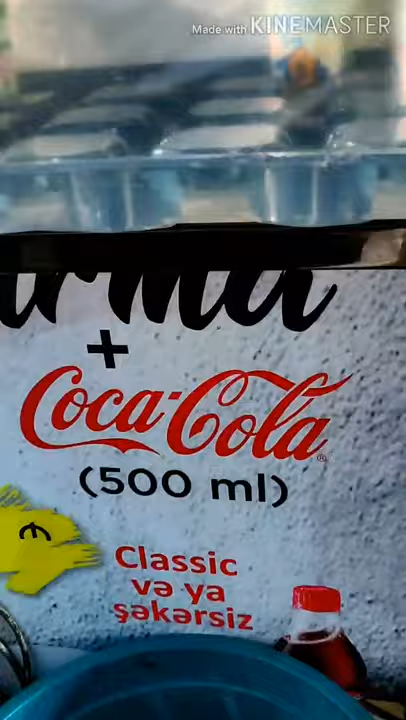 Made with KINEMASTER
+
Coca-Cola
(500 ml)
₼
Classic
və ya
şəkərsiz